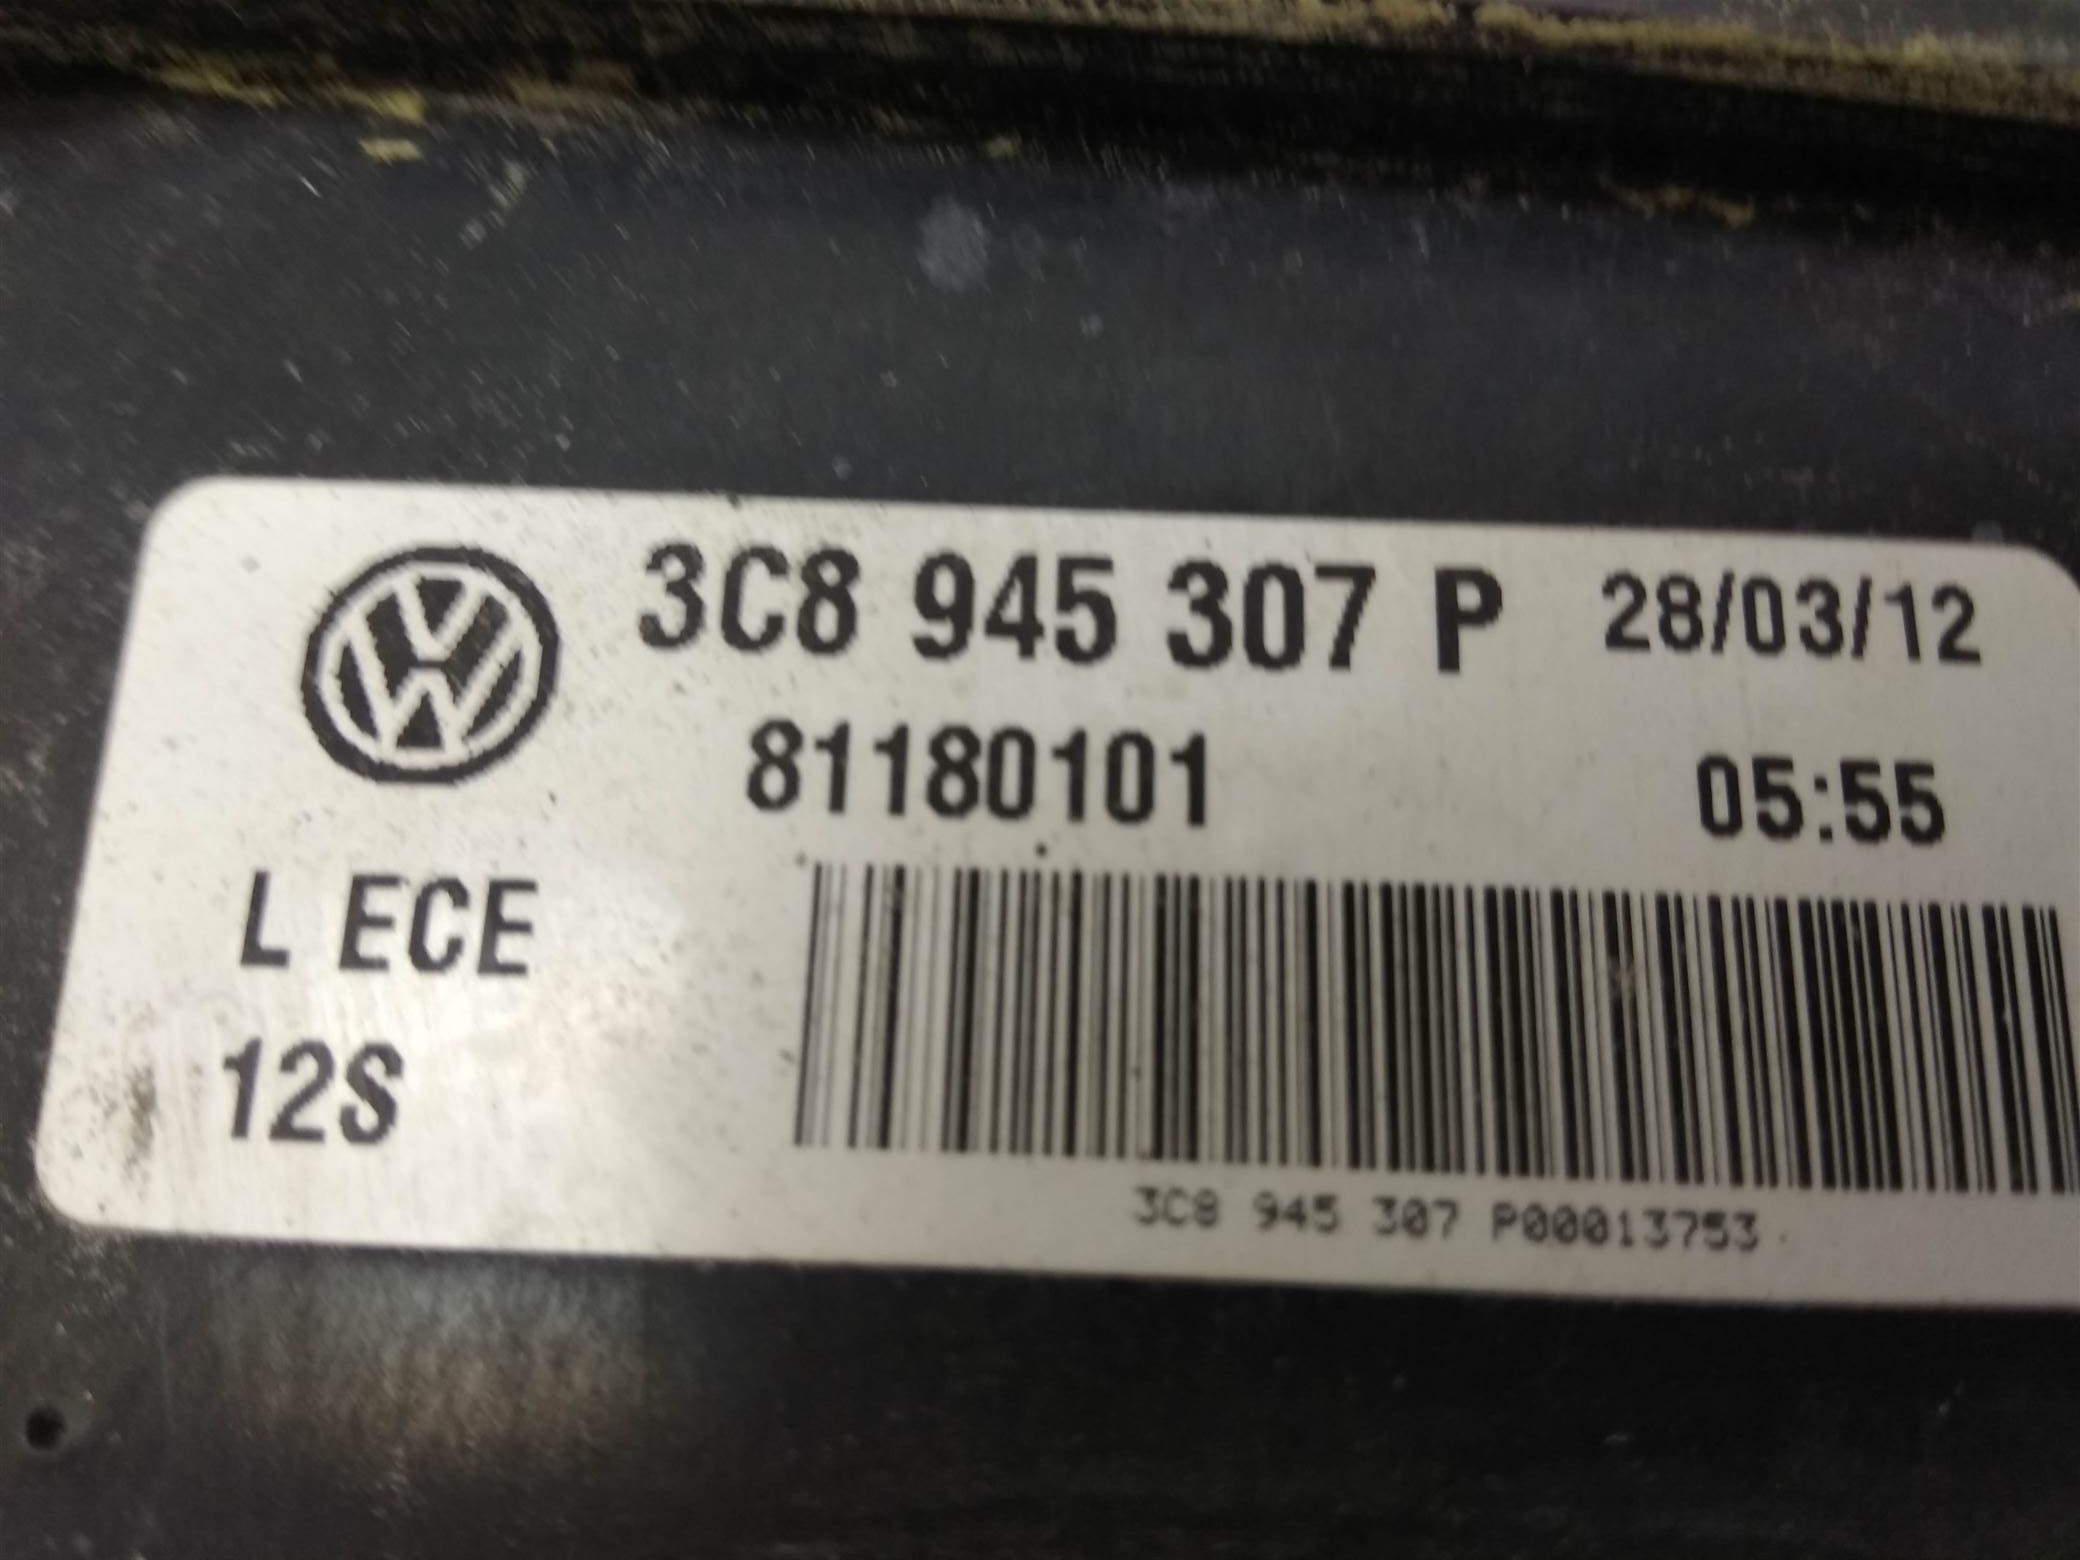 3C8 945 307 P 28/03/12
81180101 05:55
L ECE
12S
3C8 945 307 P00013753